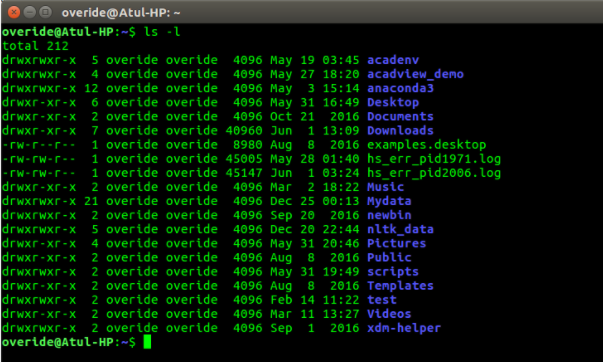 overide@Atul-HP: ~
overide@Atul-HP:~$ ls -l
total 212
drwxrwxr-x  5 overide overide  4096 May 19 03:45 acadenv
drwxrwxr-x  4 overide overide  4096 May 27 18:20 acadview_demo
drwxrwxr-x 12 overide overide  4096 May  3 15:14 anaconda3
drwxr-xr-x  6 overide overide  4096 May 31 16:49 Desktop
drwxr-xr-x  2 overide overide  4096 Oct 21  2016 Documents
drwxr-xr-x  7 overide overide 40960 Jun  1 13:09 Downloads
-rw-r--r--  1 overide overide  8980 Aug  8  2016 examples.desktop
-rw-rw-r--  1 overide overide 45005 May 28 01:40 hs_err_pid1971.log
-rw-rw-r--  1 overide overide 45147 Jun  1 03:24 hs_err_pid2006.log
drwxr-xr-x  2 overide overide  4096 Mar  2 18:22 Music
drwxrwxr-x 21 overide overide  4096 Dec 25 00:13 Mydata
drwxrwxr-x  2 overide overide  4096 Sep 20  2016 newbin
drwxrwxr-x  5 overide overide  4096 Dec 20 22:44 nltk_data
drwxr-xr-x  4 overide overide  4096 May 31 20:46 Pictures
drwxr-xr-x  2 overide overide  4096 Aug  8  2016 Public
drwxrwxr-x  2 overide overide  4096 May 31 19:49 scripts
drwxr-xr-x  2 overide overide  4096 Aug  8  2016 Templates
drwxrwxr-x  2 overide overide  4096 Feb 14 11:22 test
drwxr-xr-x  2 overide overide  4096 Mar 11 13:27 Videos
drwxrwxr-x  2 overide overide  4096 Sep  1  2016 xdm-helper
overide@Atul-HP:~$